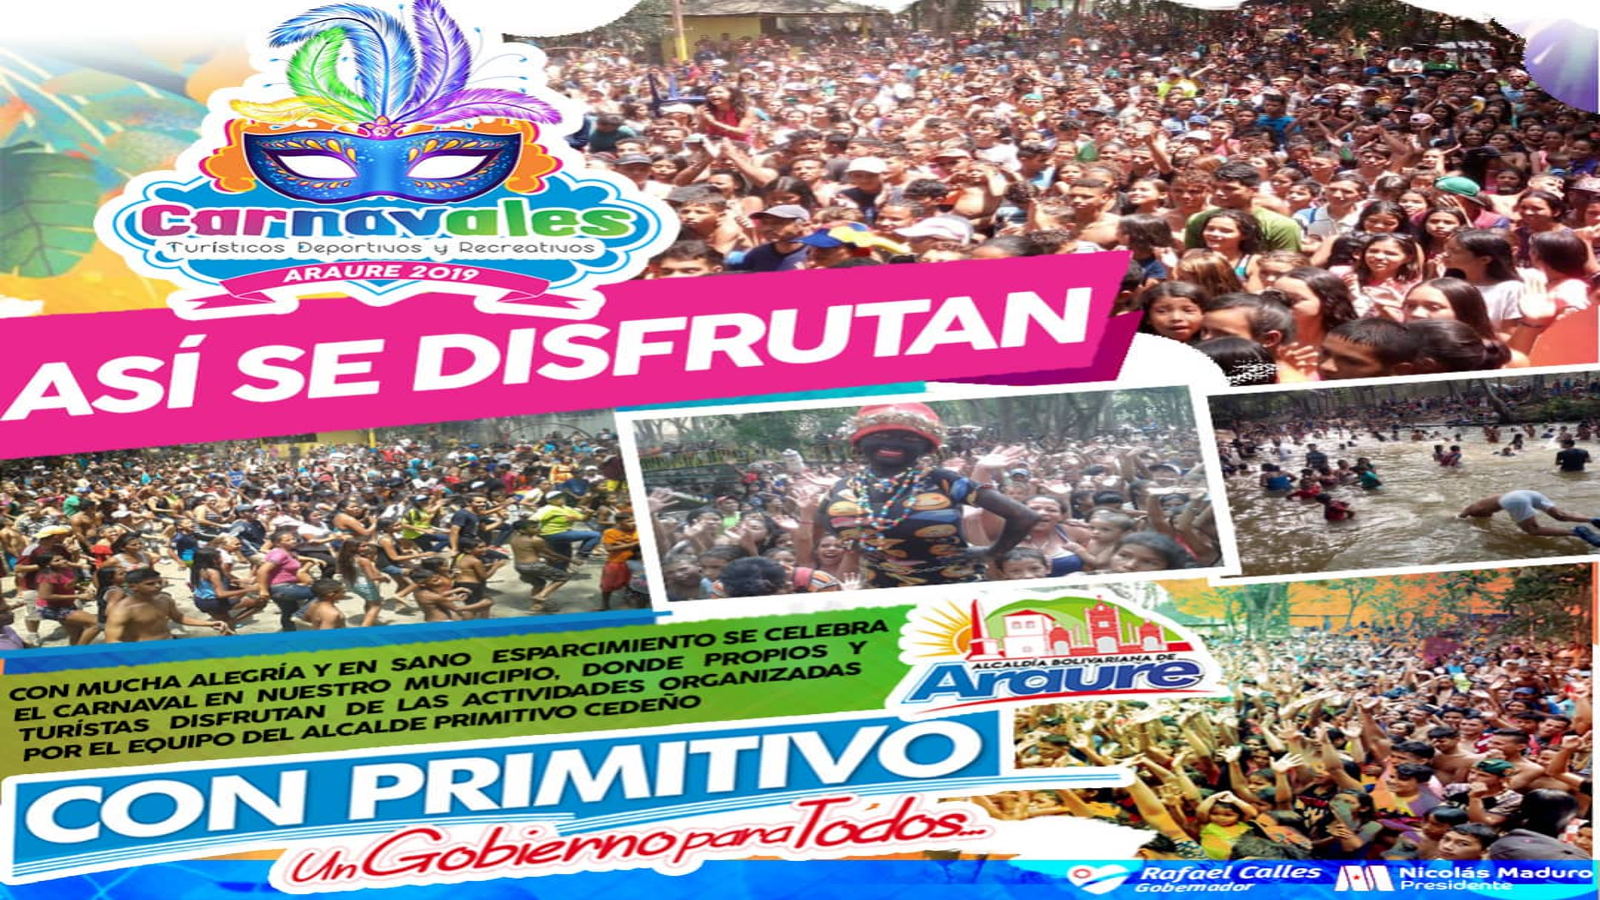 Carnavales
Turísticos Deportivos y Recreativos
ARAURE 2019
ASÍ SE DISFRUTAN
CON MUCHA ALEGRÍA Y EN SANO ESPARCIMIENTO SE CELEBRA
EL CARNAVAL EN NUESTRO MUNICIPIO, DONDE PROPIOS Y
TURÍSTAS DISFRUTAN DE LAS ACTIVIDADES ORGANIZADAS
POR EL EQUIPO DEL ALCALDE PRIMITIVO CEDEÑO
ALCALDÍA BOLIVARIANA DE
Araure
CON PRIMITIVO
Un Gobierno para Todos...
Rafael Calles
Gobernador
Nicolás Maduro
Presidente